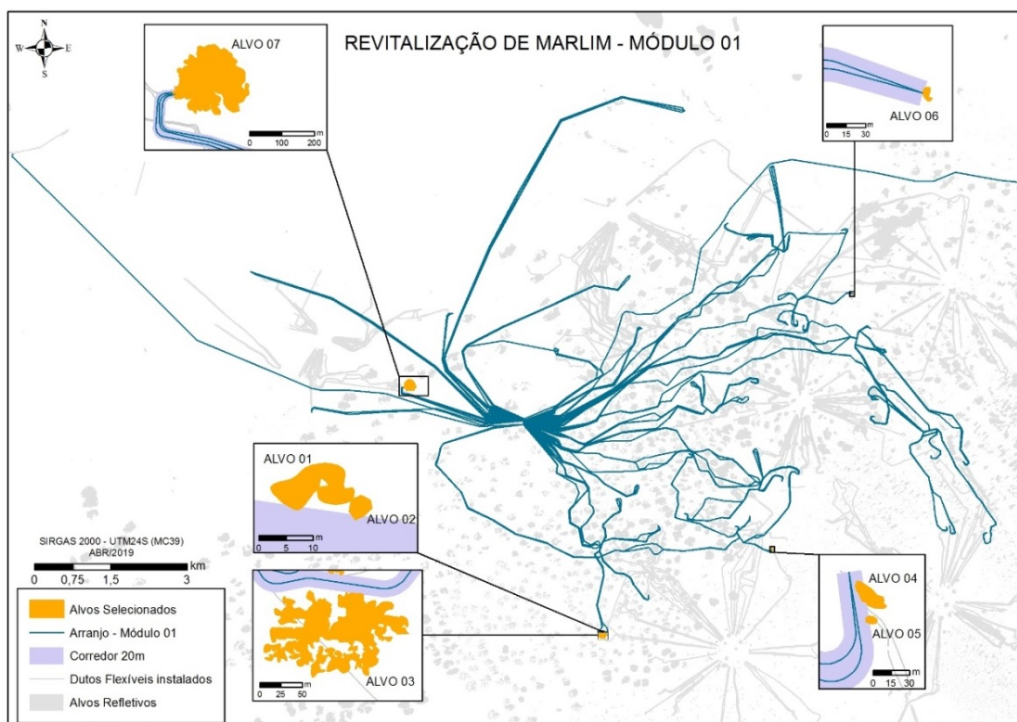 REVITALIZAÇÃO DE MARLIM - MÓDULO 01
N
W
E
S
ALVO 07
m
0 100 200
ALVO 06
m
0 15 30
ALVO 01
ALVO 02
m
0 5 10
ALVO 03
m
0 25 50
ALVO 04
ALVO 05
m
0 15 30
SIRGAS 2000 - UTM24S (MC39)
ABR/2019
km
0 0,75 1,5 3
Alvos Selecionados
Arranjo - Módulo 01
Corredor 20m
Dutos Flexíveis instalados
Alvos Refletivos